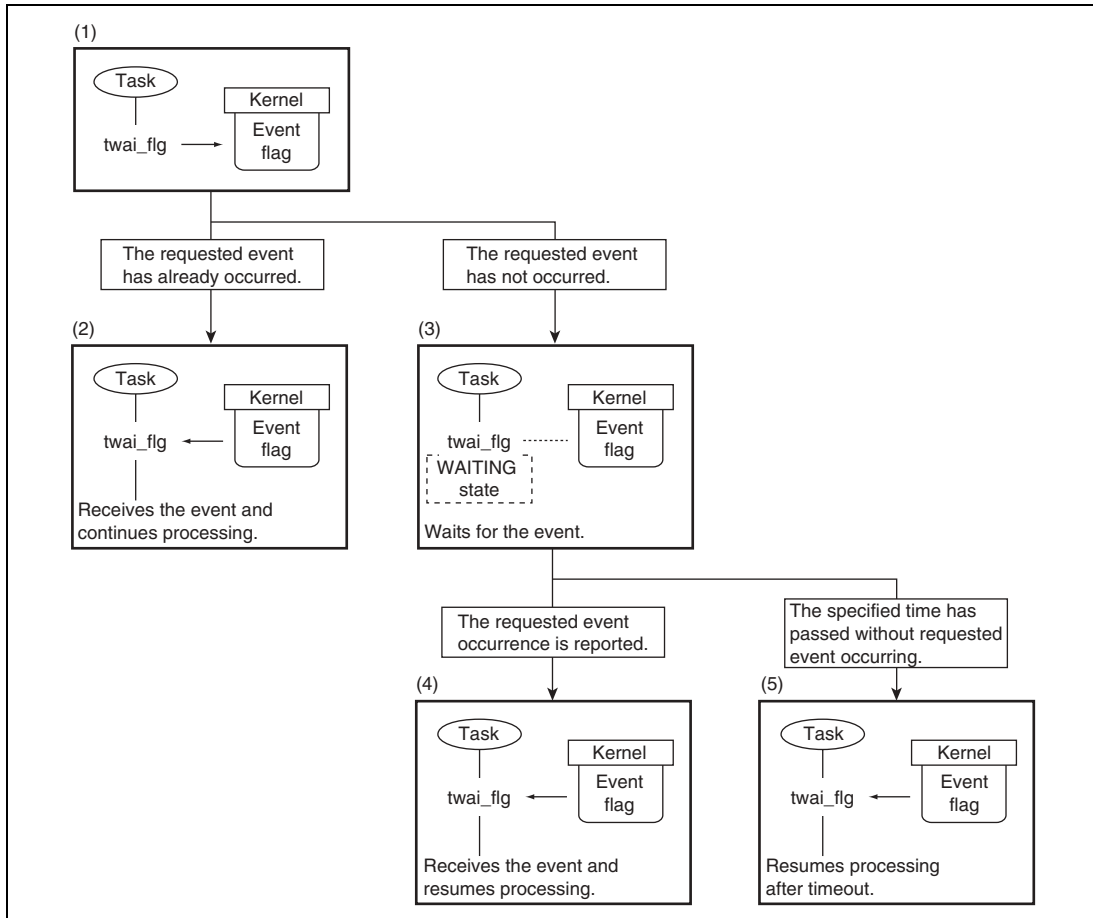 (1)
Task
Kernel
twai_flg
Event
flag
The requested event
has already occurred.
The requested event
has not occurred.
(2)
Task
Kernel
twai_flg
Event
flag
Receives the event and
continues processing.
(3)
Task
Kernel
twai_flg
Event
flag
WAITING
state
Waits for the event.
The requested event
occurrence is reported.
The specified time has
passed without requested
event occurring.
(4)
Task
Kernel
twai_flg
Event
flag
Receives the event and
resumes processing.
(5)
Task
Kernel
twai_flg
Event
flag
Resumes processing
after timeout.